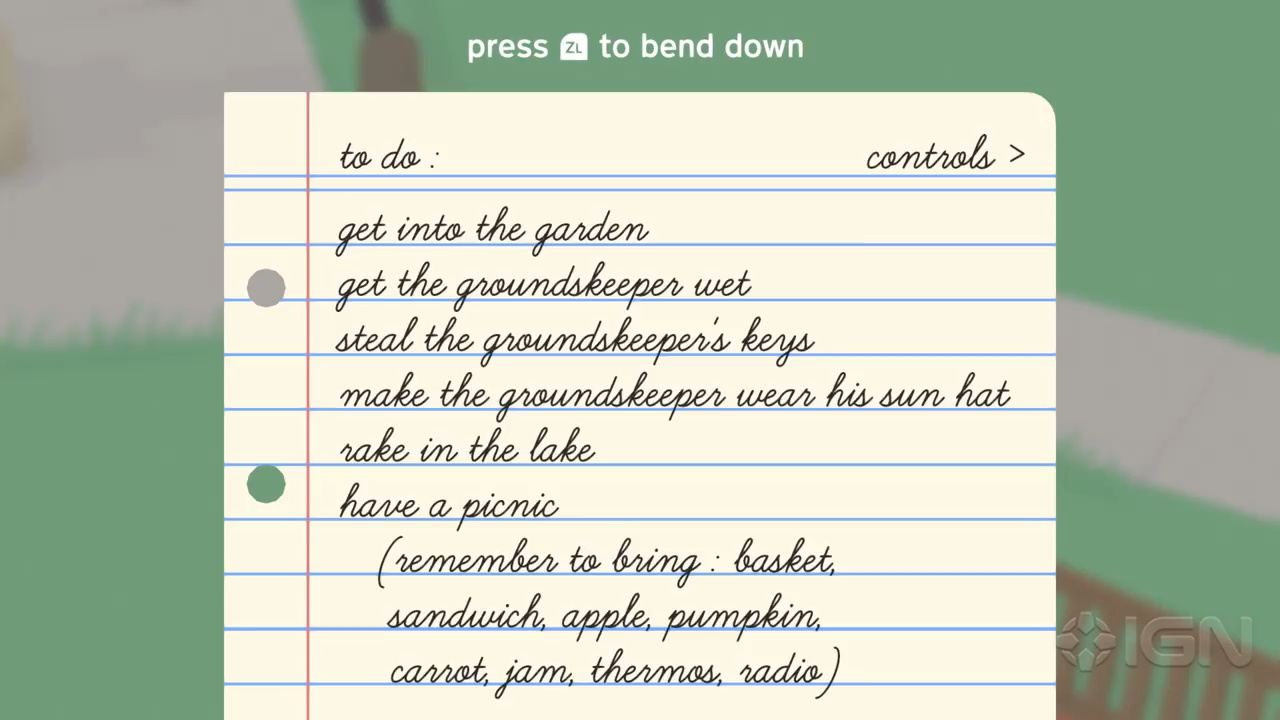 press ZL to bend down
to do : controls >
get into the garden
get the groundskeeper wet
steal the groundskeeper's keys
make the groundskeeper wear his sun hat
rake in the lake
have a picnic
(remember to bring : basket,
sandwich, apple, pumpkin,
carrot, jam, thermos, radio)
IGN